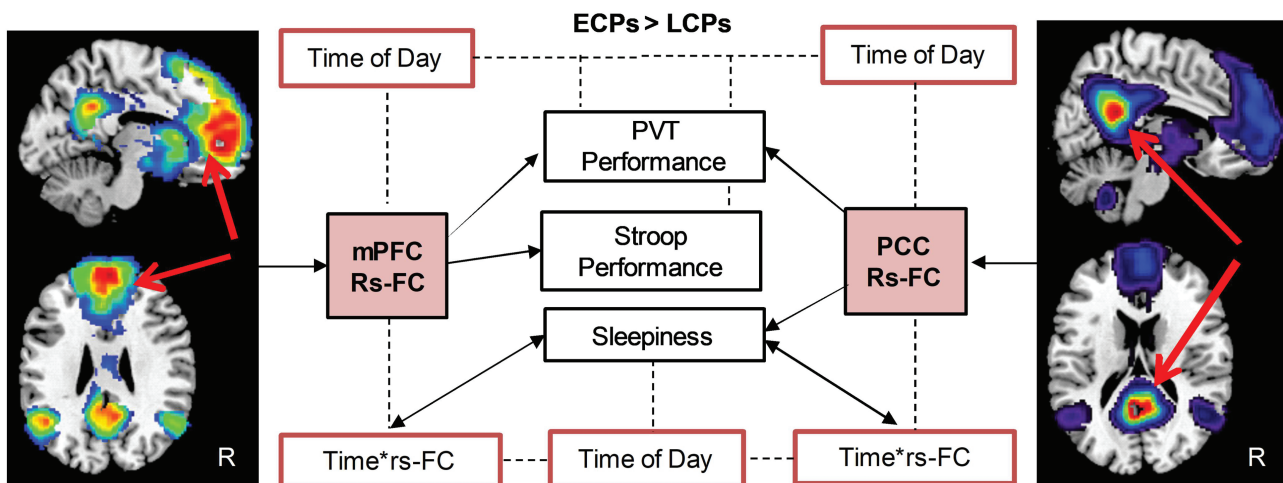 ECPs > LCPs
Time of Day
Time of Day
PVT
Performance
mPFC
Rs-FC
Stroop
Performance
PCC
Rs-FC
Sleepiness
Time*rs-FC
Time of Day
Time*rs-FC
R
R